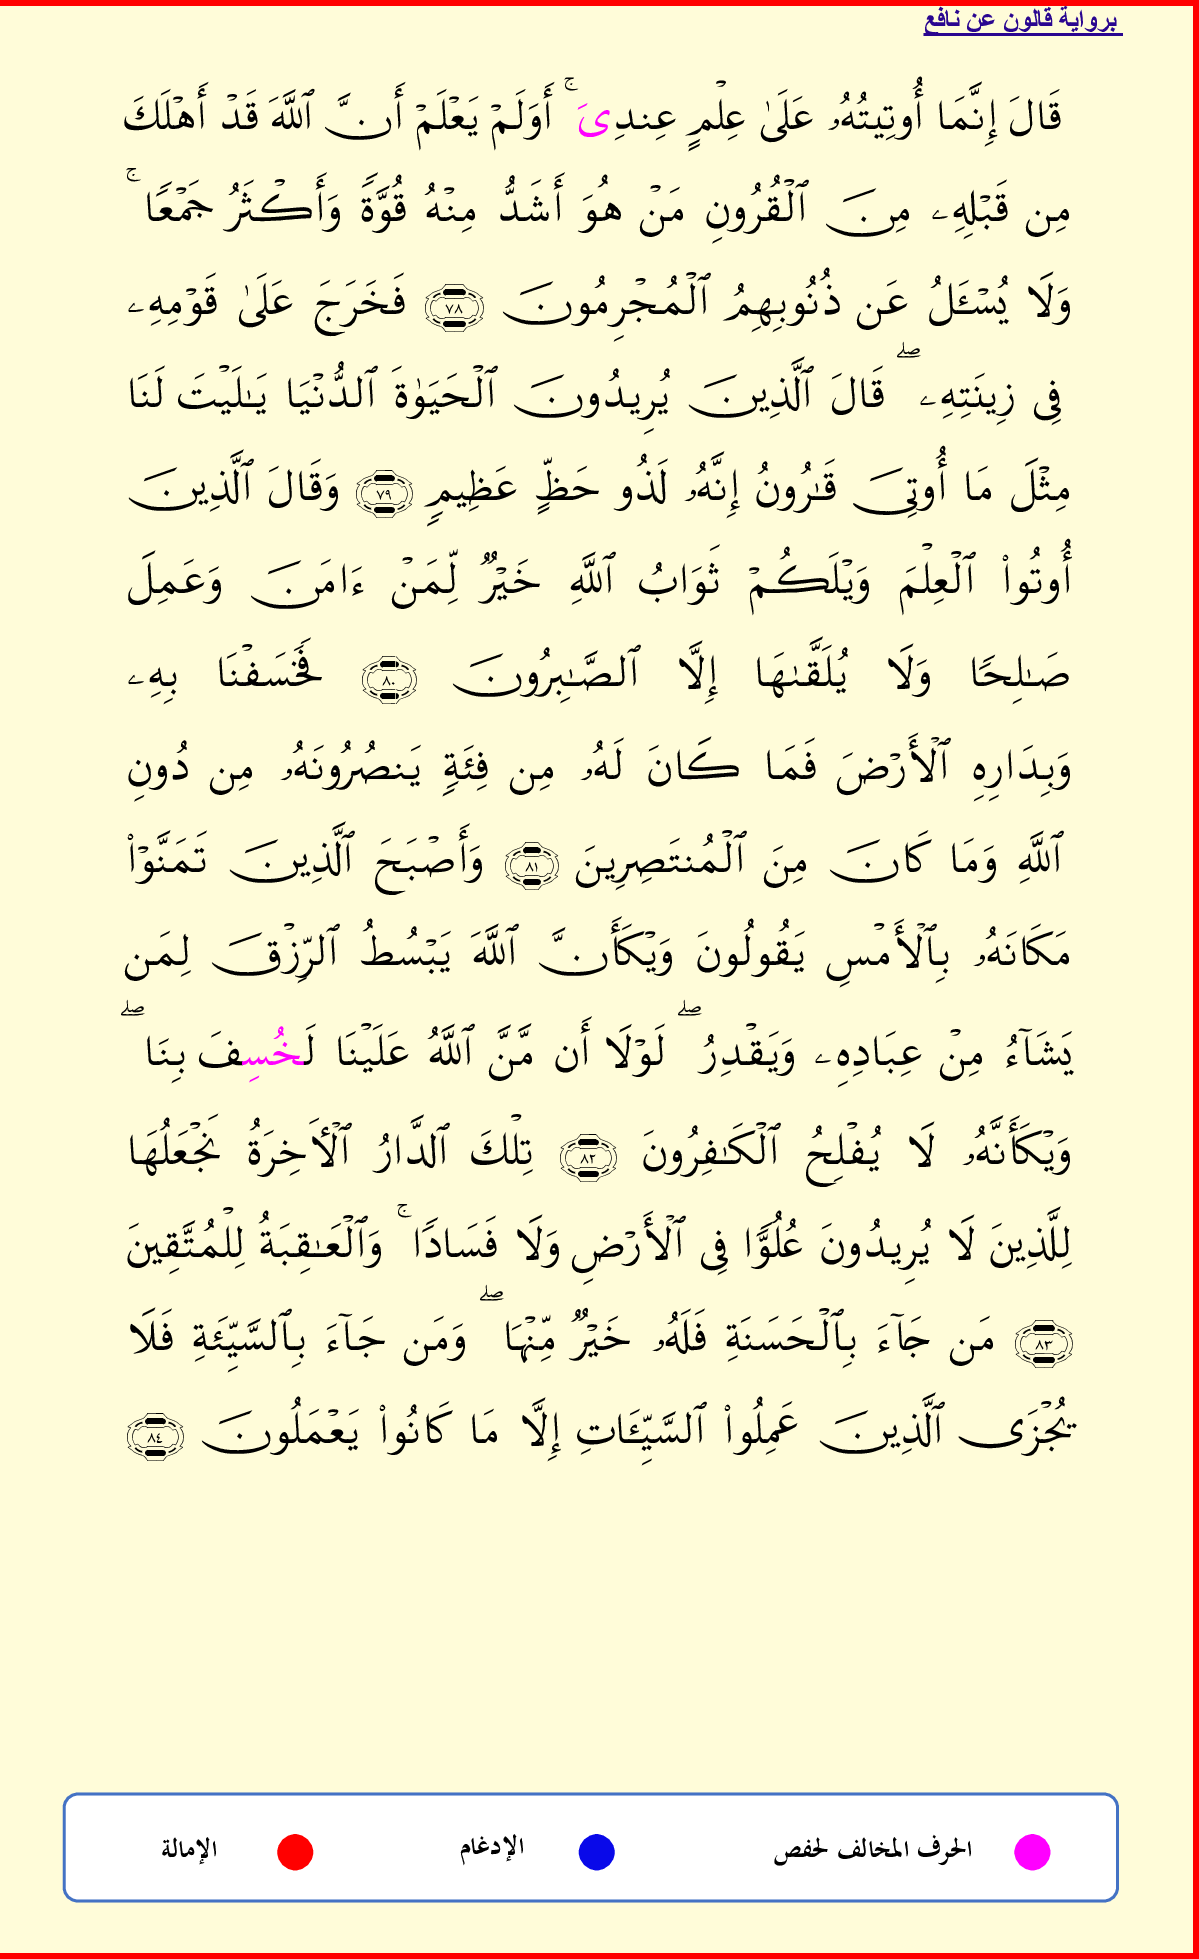 برواية قالون عن نافع
قَالَ إِنَّمَا أُوتِيتُهُۥ عَلَىٰ عِلْمٍ عِندِىَ ۚ أَوَلَمْ يَعْلَمْ أَنَّ ٱللَّهَ قَدْ أَهْلَكَ
مِن قَبْلِهِۦ مِنَ ٱلْقُرُونِ مَنْ هُوَ أَشَدُّ مِنْهُ قُوَّةً وَأَكْثَرُ جَمْعًا ۚ
وَلَا يُسْـَٔلُ عَن ذُنُوبِهِمُ ٱلْمُجْرِمُونَ ٧٨ فَخَرَجَ عَلَىٰ قَوْمِهِۦ
فِى زِينَتِهِۦ ۖ قَالَ ٱلَّذِينَ يُرِيدُونَ ٱلْحَيَوٰةَ ٱلدُّنْيَا يَـٰلَيْتَ لَنَا
مِثْلَ مَا أُوتِىَ قَـٰرُونُ إِنَّهُۥ لَذُو حَظٍّ عَظِيمٍ ٧٩ وَقَالَ ٱلَّذِينَ
أُوتُوا۟ ٱلْعِلْمَ وَيْلَكُمْ ثَوَابُ ٱللَّهِ خَيْرٌ لِّمَنْ ءَامَنَ وَعَمِلَ
صَـٰلِحًا وَلَا يُلَقَّىٰهَا إِلَّا ٱلصَّـٰبِرُونَ ٨٠ فَخَسَفْنَا بِهِۦ
وَبِدَارِهِ ٱلْأَرْضَ فَمَا كَانَ لَهُۥ مِن فِئَةٍ يَنصُرُونَهُۥ مِن دُونِ
ٱللَّهِ وَمَا كَانَ مِنَ ٱلْمُنتَصِرِينَ ٨١ وَأَصْبَحَ ٱلَّذِينَ تَمَنَّوْا۟
مَكَانَهُۥ بِٱلْأَمْسِ يَقُولُونَ وَيْكَأَنَّ ٱللَّهَ يَبْسُطُ ٱلرِّزْقَ لِمَن
يَشَآءُ مِنْ عِبَادِهِۦ وَيَقْدِرُ ۖ لَوْلَا أَن مَّنَّ ٱللَّهُ عَلَيْنَا لَخُسِفَ بِنَا ۖ
وَيْكَأَنَّهُۥ لَا يُفْلِحُ ٱلْكَـٰفِرُونَ ٨٢ تِلْكَ ٱلدَّارُ ٱلْأَخِرَةُ نَجْعَلُهَا
لِلَّذِينَ لَا يُرِيدُونَ عُلُوًّا فِى ٱلْأَرْضِ وَلَا فَسَادًا ۚ وَٱلْعَـٰقِبَةُ لِلْمُتَّقِينَ
٨٣ مَن جَآءَ بِٱلْحَسَنَةِ فَلَهُۥ خَيْرٌ مِّنْهَا ۖ وَمَن جَآءَ بِٱلسَّيِّئَةِ فَلَا
يُجْزَى ٱلَّذِينَ عَمِلُوا۟ ٱلسَّيِّـَٔاتِ إِلَّا مَا كَانُوا۟ يَعْمَلُونَ ٨٤
الحرف المخالف لحفص الإدغام الإمالة